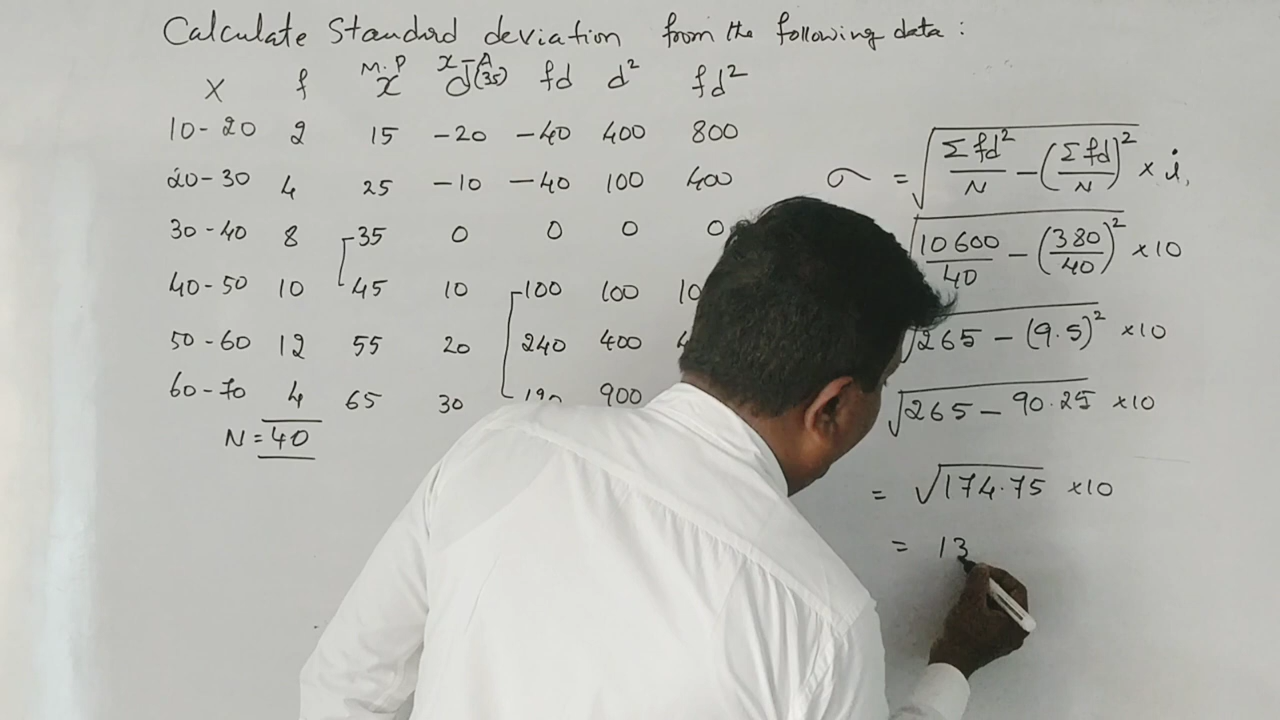 Calculate Standard deviation from the following data :
M.P x-A
X f x d(35) fd d² fd²
10-20 2 15 -20 -40 400 800
20-30 4 25 -10 -40 100 400
30-40 8 35 0 0 0 0
40-50 10 45 10 100 100 10
50-60 12 55 20 240 400
60-70 4 65 30 900
N = 40
σ = √(Σfd²/N - (Σfd/N)²) × i
√(10600/40 - (380/40)²) × 10
√(265 - (9.5)²) × 10
√(265 - 90.25) × 10
= √174.75 × 10
= 13